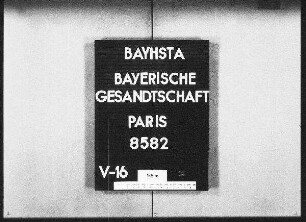 BAYHSTA
BAYERISCHE
GESANDTSCHAFT
PARIS
8582
V-16